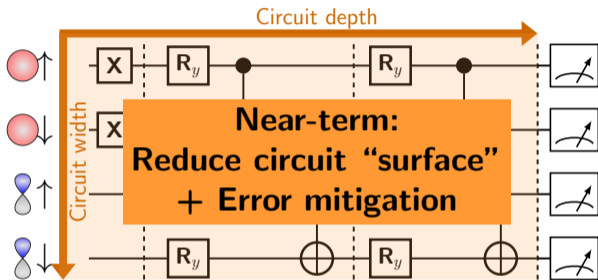 Circuit depth
Circuit width
X R_y R_y
X
Near-term:
Reduce circuit “surface”
+ Error mitigation
R_y R_y